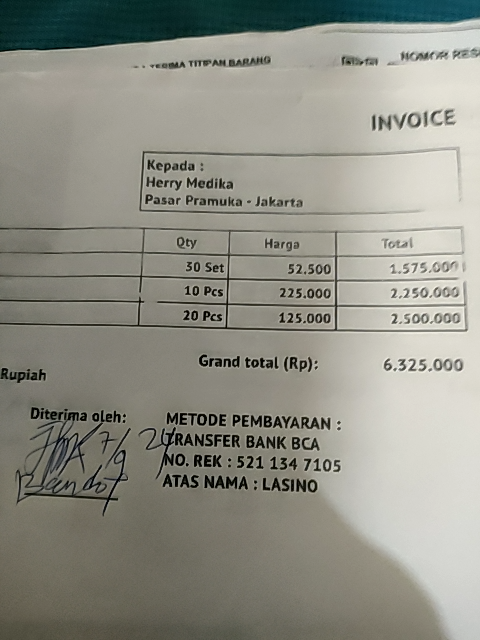 TERIMA TITIPAN BARANG
NOMOR RES
INVOICE
Kepada :
Herry Medika
Pasar Pramuka - Jakarta
Qty Harga Total
30 Set 52.500 1.575.000
10 Pcs 225.000 2.250.000
20 Pcs 125.000 2.500.000
Grand total (Rp): 6.325.000
Rupiah
Diterima oleh:
7/9 24
METODE PEMBAYARAN :
TRANSFER BANK BCA
NO. REK : 521 134 7105
ATAS NAMA : LASINO